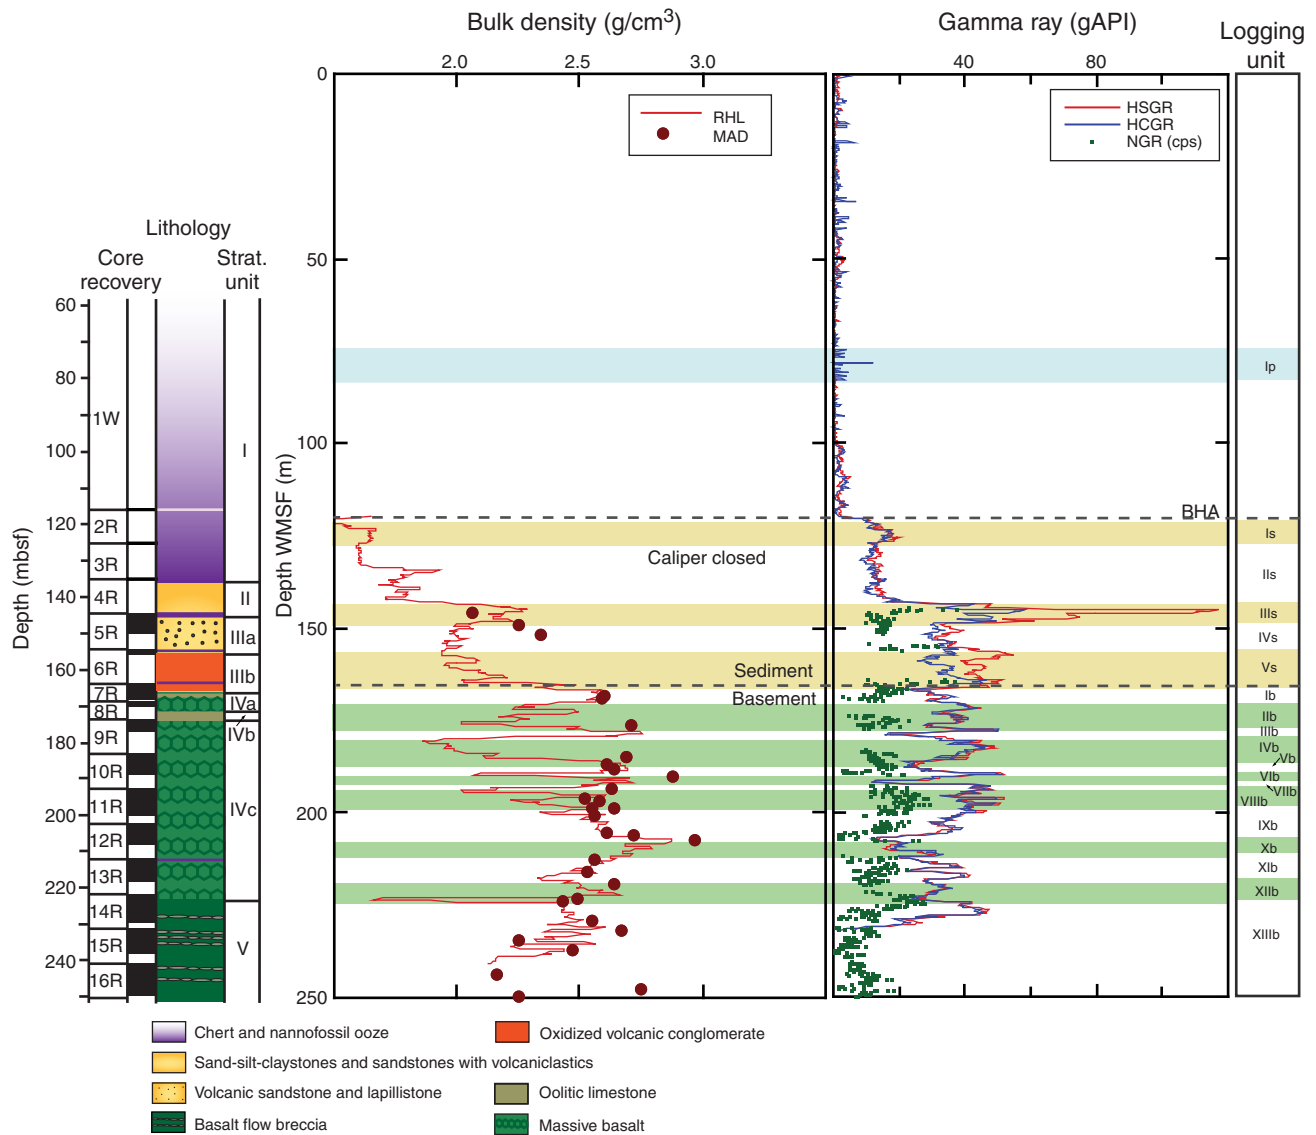 Bulk density (g/cm3)
Gamma ray (gAPI)
Logging
unit
2.0
2.5
3.0
40
80
0
50
100
150
200
250
Depth WMSF (m)
RHL
MAD
HSGR
HCGR
NGR (cps)
BHA
Caliper closed
Sediment
Basement
Ip
Is
IIs
IIIs
IVs
Vs
Ib
IIb
IIIb
IVb
Vb
VIb
VIIb
VIIIb
IXb
Xb
XIb
XIIb
XIIIb
Lithology
Core
recovery
Strat.
unit
Depth (mbsf)
60
80
100
120
140
160
180
200
220
240
1W
2R
3R
4R
5R
6R
7R
8R
9R
10R
11R
12R
13R
14R
15R
16R
I
II
IIIa
IIIb
IVa
IVb
IVc
V
Chert and nannofossil ooze
Oxidized volcanic conglomerate
Sand-silt-claystones and sandstones with volcaniclastics
Volcanic sandstone and lapillistone
Oolitic limestone
Basalt flow breccia
Massive basalt